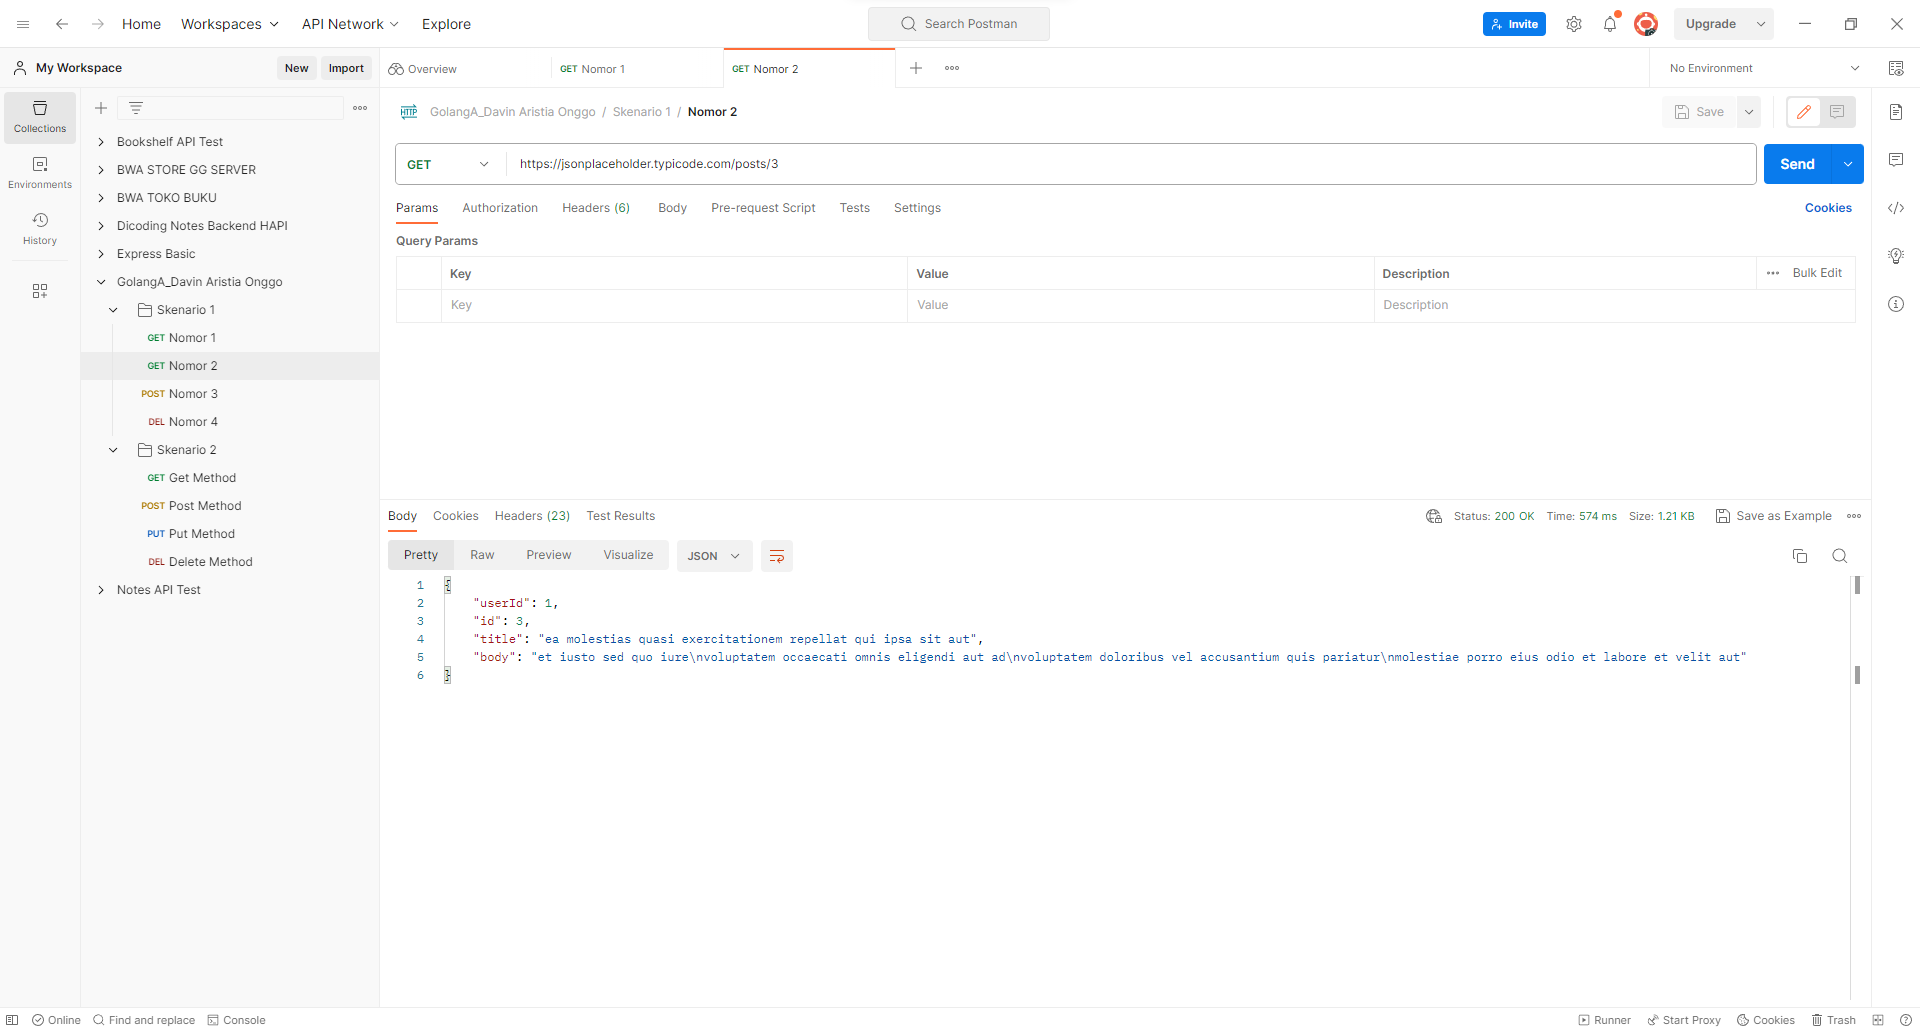 Home Workspaces API Network Explore Search Postman Invite Upgrade
My Workspace New Import Overview GET Nomor 1 GET Nomor 2 No Environment
Collections
Environments
History
Bookshelf API Test
BWA STORE GG SERVER
BWA TOKO BUKU
Dicoding Notes Backend HAPI
Express Basic
GolangA_Davin Aristia Onggo
Skenario 1
GET Nomor 1
GET Nomor 2
POST Nomor 3
DEL Nomor 4
Skenario 2
GET Get Method
POST Post Method
PUT Put Method
DEL Delete Method
Notes API Test
HTTP GolangA_Davin Aristia Onggo / Skenario 1 / Nomor 2 Save
GET https://jsonplaceholder.typicode.com/posts/3 Send
Params Authorization Headers (6) Body Pre-request Script Tests Settings Cookies
Query Params
Key Value Description Bulk Edit
Key Value Description
Body Cookies Headers (23) Test Results Status: 200 OK Time: 574 ms Size: 1.21 KB Save as Example
Pretty Raw Preview Visualize JSON
1 {
2 "userId": 1,
3 "id": 3,
4 "title": "ea molestias quasi exercitationem repellat qui ipsa sit aut",
5 "body": "et iusto sed quo iure\nvoluptatem occaecati omnis eligendi aut ad\nvoluptatem doloribus vel accusantium quis pariatur\nmolestiae porro eius odio et labore et velit aut"
6 }
Online Find and replace Console Runner Start Proxy Cookies Trash